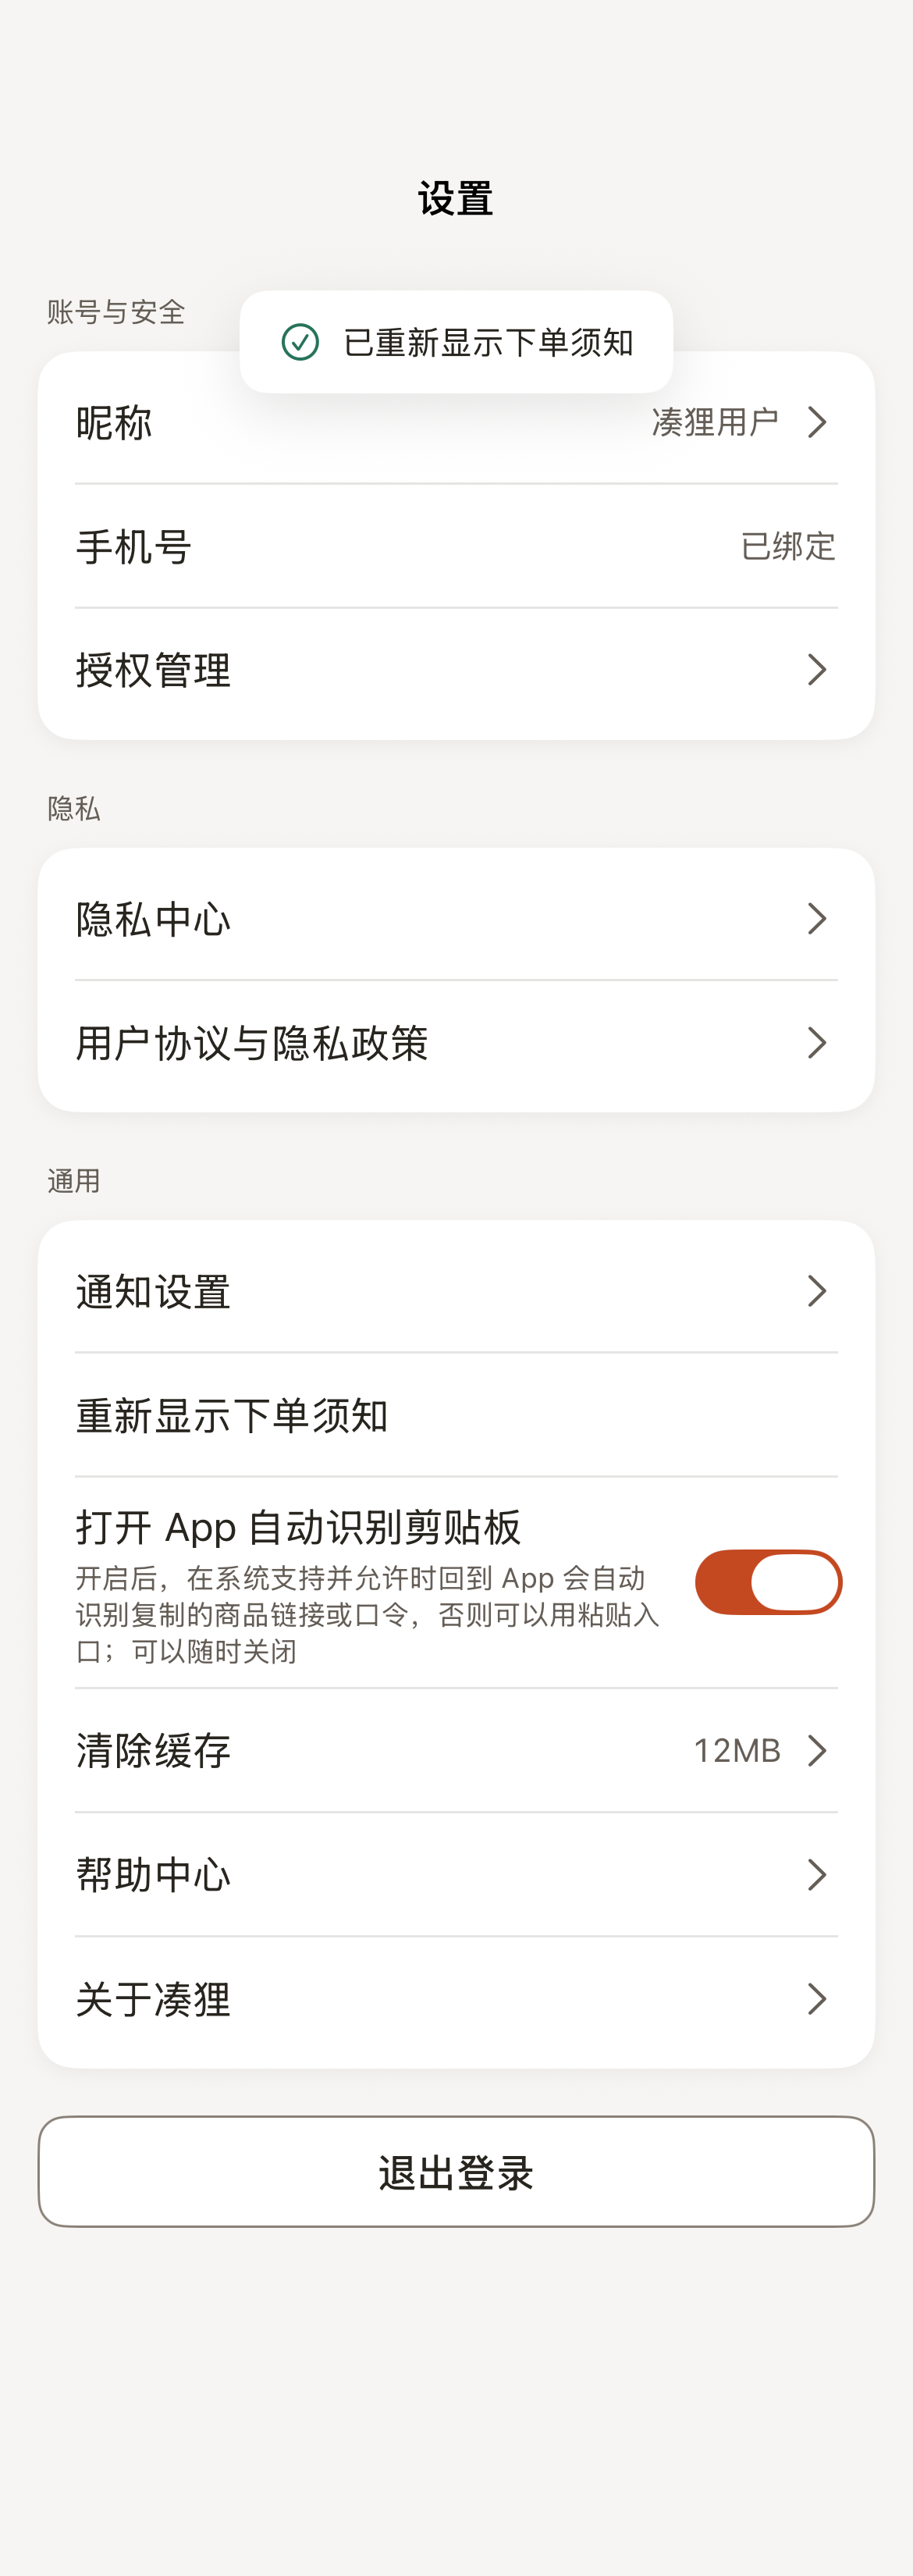 设置
账号与安全
已重新显示下单须知
昵称
凑狸用户
手机号
已绑定
授权管理
隐私
隐私中心
用户协议与隐私政策
通用
通知设置
重新显示下单须知
打开 App 自动识别剪贴板
开启后，在系统支持并允许时回到 App 会自动
识别复制的商品链接或口令，否则可以用粘贴入
口；可以随时关闭
清除缓存
12MB
帮助中心
关于凑狸
退出登录